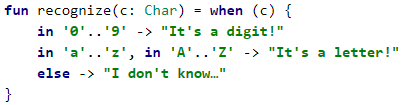 fun recognize(c: Char) = when (c) {
    in '0'..'9' -> "It's a digit!"
    in 'a'..'z', in 'A'..'Z' -> "It's a letter!"
    else -> "I don't know…"
}